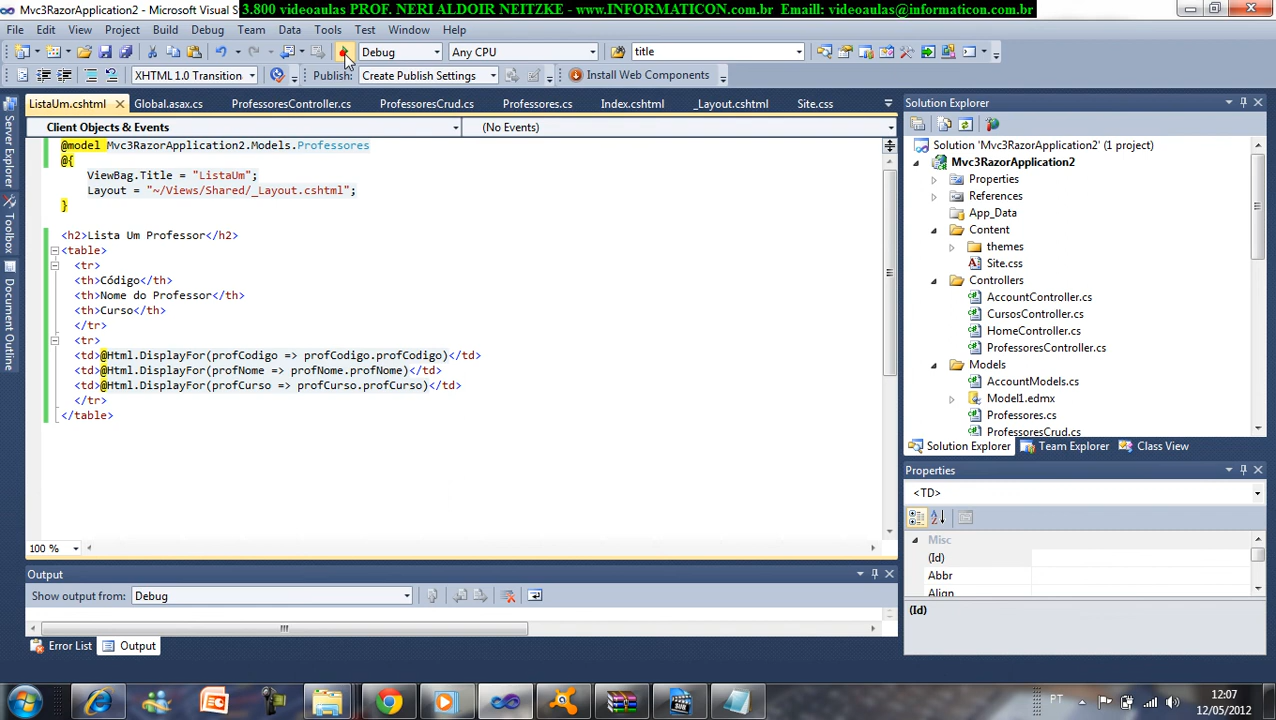 Mvc3RazorApplication2 - Microsoft Visual S
3.800 videoaulas PROF. NERI ALDOIR NEITZKE - www.INFORMATICON.com.br Emaill: videoaulas@informaticon.com.br
File Edit View Project Build Debug Team Data Tools Test Window Help
Debug Any CPU title
XHTML 1.0 Transition Publish: Create Publish Settings Install Web Components
ListaUm.cshtml Global.asax.cs ProfessoresController.cs ProfessoresCrud.cs Professores.cs Index.cshtml _Layout.cshtml Site.css
Client Objects & Events (No Events)
@model Mvc3RazorApplication2.Models.Professores
@{
ViewBag.Title = "ListaUm";
Layout = "~/Views/Shared/_Layout.cshtml";
}
<h2>Lista Um Professor</h2>
<table>
<tr>
<th>Código</th>
<th>Nome do Professor</th>
<th>Curso</th>
</tr>
<tr>
<td>@Html.DisplayFor(profCodigo => profCodigo.profCodigo)</td>
<td>@Html.DisplayFor(profNome => profNome.profNome)</td>
<td>@Html.DisplayFor(profCurso => profCurso.profCurso)</td>
</tr>
</table>
100 %
Output
Show output from: Debug
Error List Output
Server Explorer
Toolbox
Document Outline
Solution Explorer
Solution 'Mvc3RazorApplication2' (1 project)
Mvc3RazorApplication2
Properties
References
App_Data
Content
themes
Site.css
Controllers
AccountController.cs
CursosController.cs
HomeController.cs
ProfessoresController.cs
Models
AccountModels.cs
Model1.edmx
Professores.cs
ProfessoresCrud.cs
Solution Explorer Team Explorer Class View
Properties
<TD>
Misc
(Id)
Abbr
Align
(Id)
PT
12:07
12/05/2012